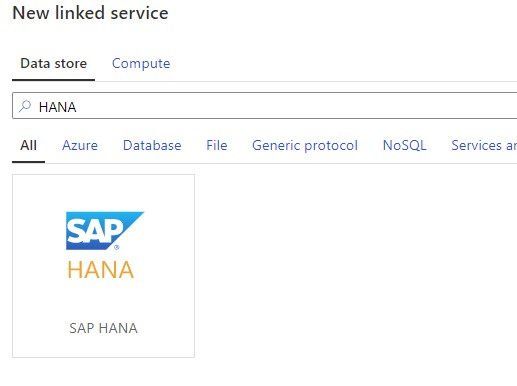 New linked service
Data store Compute
HANA
All Azure Database File Generic protocol NoSQL Services
SAP®
HANA
SAP HANA